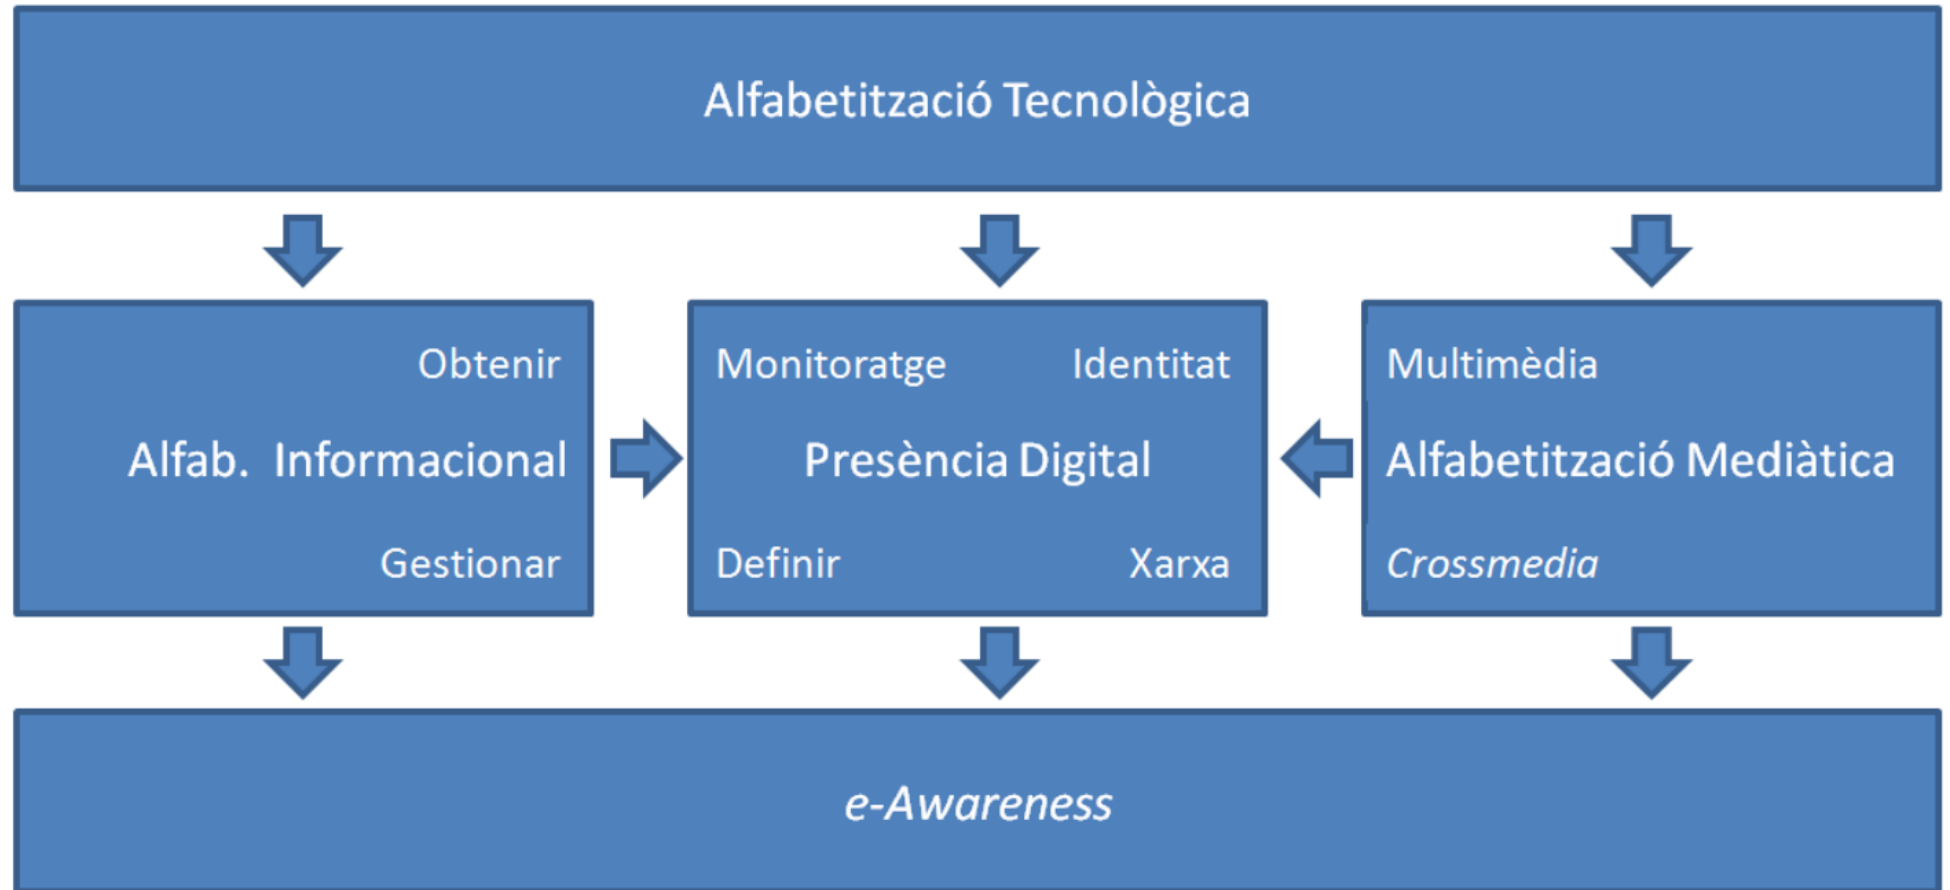 Alfabetització Tecnològica
Obtenir
Alfab. Informacional
Gestionar
Monitoratge Identitat
Presència Digital
Definir Xarxa
Multimèdia
Alfabetització Mediàtica
Crossmedia
e-Awareness